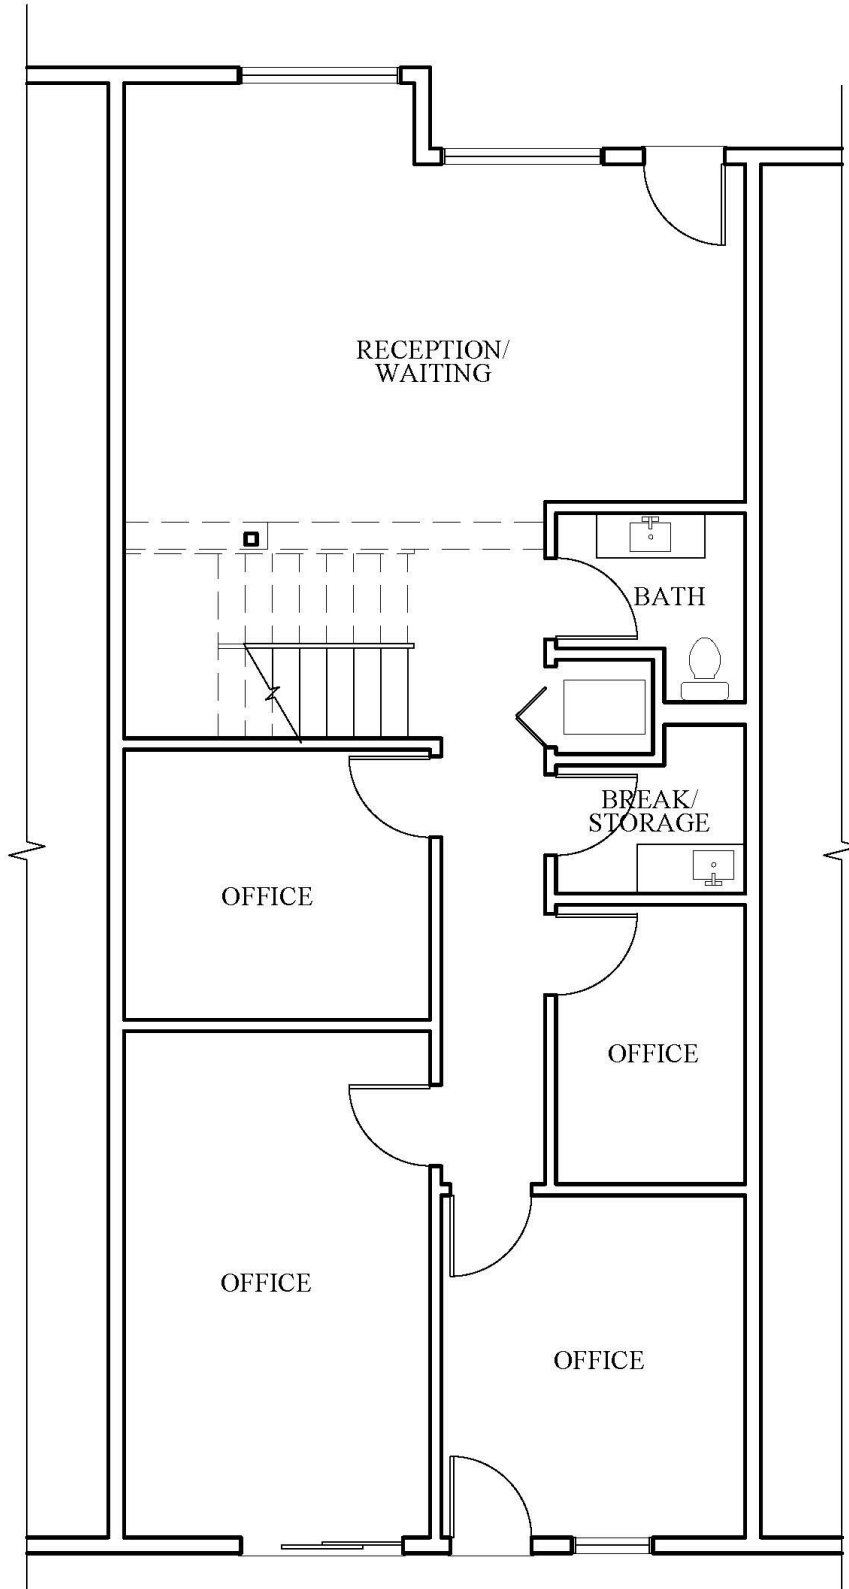 RECEPTION/
WAITING
BATH
BREAK/
STORAGE
OFFICE
OFFICE
OFFICE
OFFICE